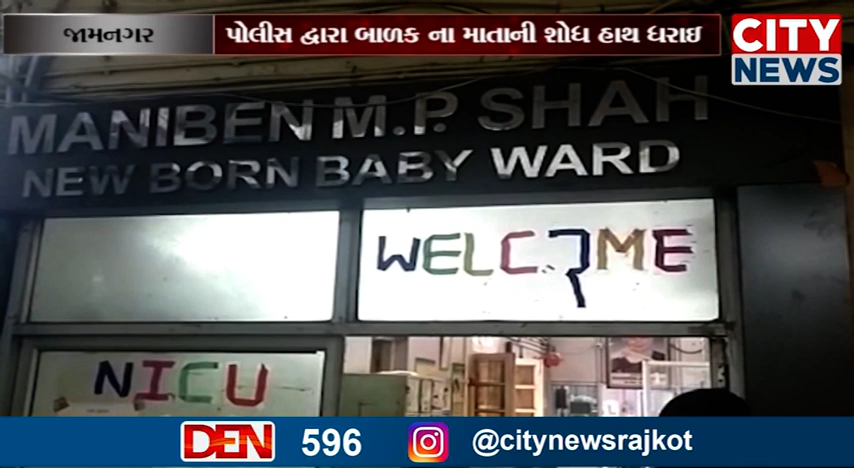 જામનગર
પોલીસ દ્વારા બાળક ના માતાની શોધ હાથ ધરાઇ
CITY
NEWS
MANIBEN M.P. SHAH
NEW BORN BABY WARD
WELCOME
NICU
DEN 596 @citynewsrajkot